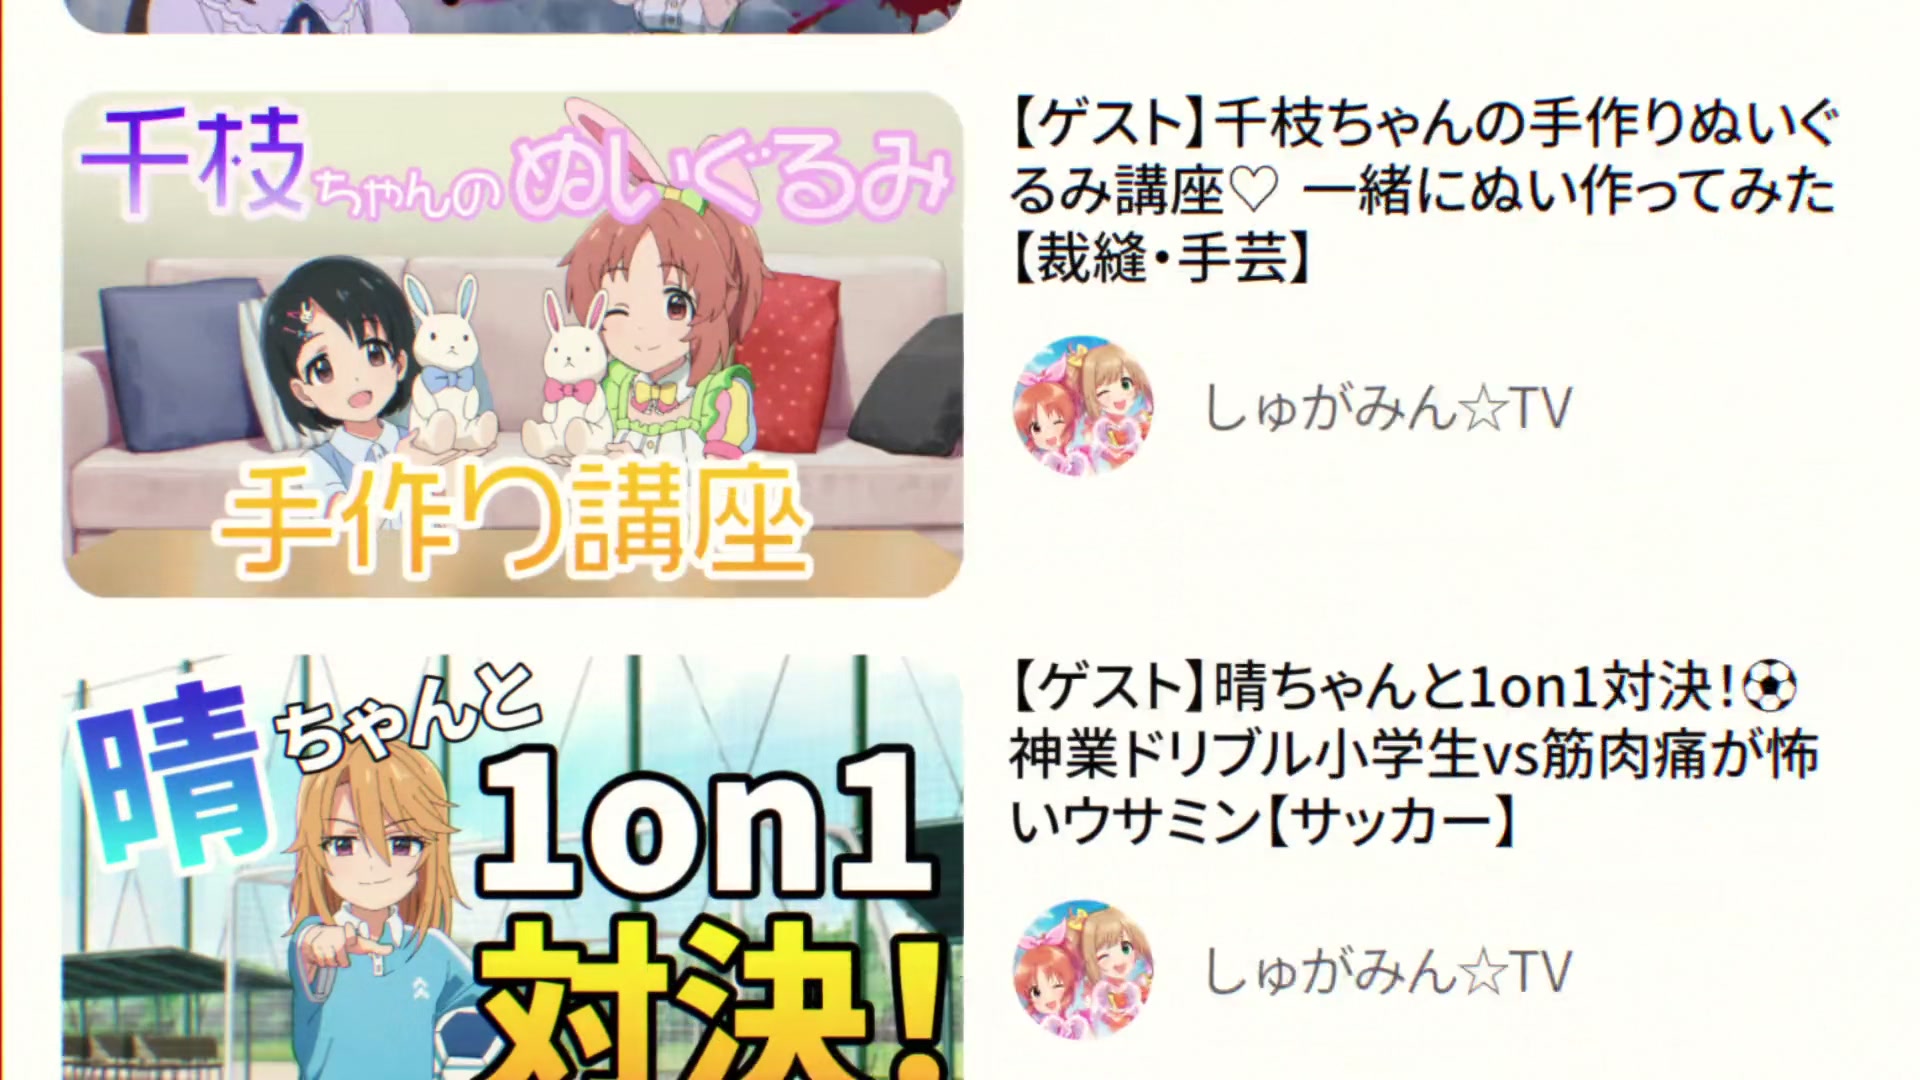 千枝ちゃんのぬいぐるみ
手作り講座
【ゲスト】千枝ちゃんの手作りぬいぐ
るみ講座♡ 一緒にぬい作ってみた
【裁縫・手芸】
しゅがみん☆TV
晴ちゃんと
1on1
対決!
【ゲスト】晴ちゃんと1on1対決!⚽
神業ドリブル小学生vs筋肉痛が怖
いウサミン【サッカー】
しゅがみん☆TV